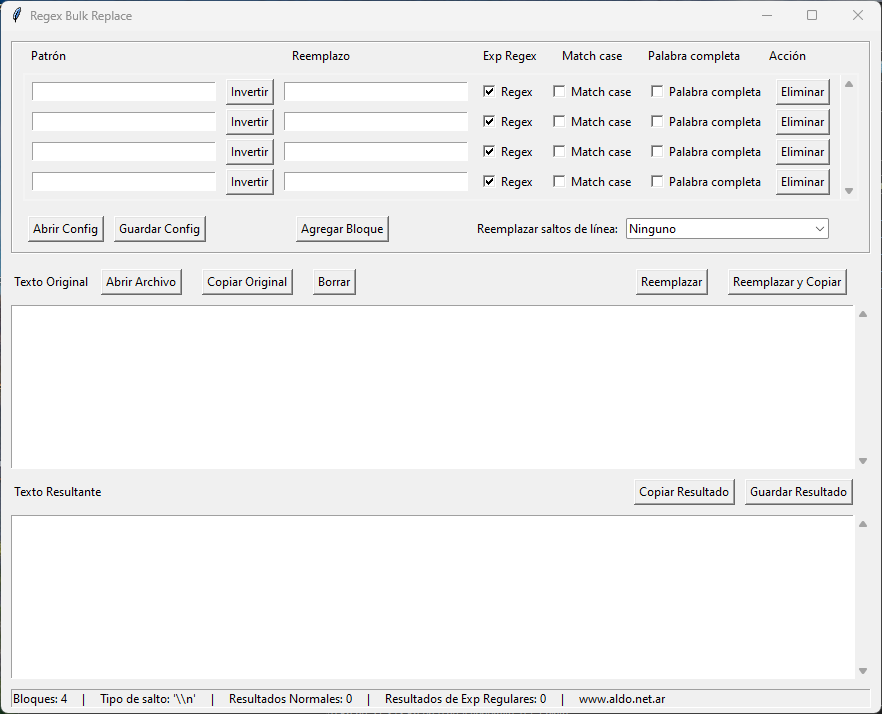 Regex Bulk Replace
Patrón Reemplazo Exp Regex Match case Palabra completa Acción
Invertir Regex Match case Palabra completa Eliminar
Invertir Regex Match case Palabra completa Eliminar
Invertir Regex Match case Palabra completa Eliminar
Invertir Regex Match case Palabra completa Eliminar
Abrir Config Guardar Config Agregar Bloque Reemplazar saltos de línea: Ninguno
Texto Original Abrir Archivo Copiar Original Borrar Reemplazar Reemplazar y Copiar
Texto Resultante Copiar Resultado Guardar Resultado
Bloques: 4 | Tipo de salto: '\\n' | Resultados Normales: 0 | Resultados de Exp Regulares: 0 | www.aldo.net.ar